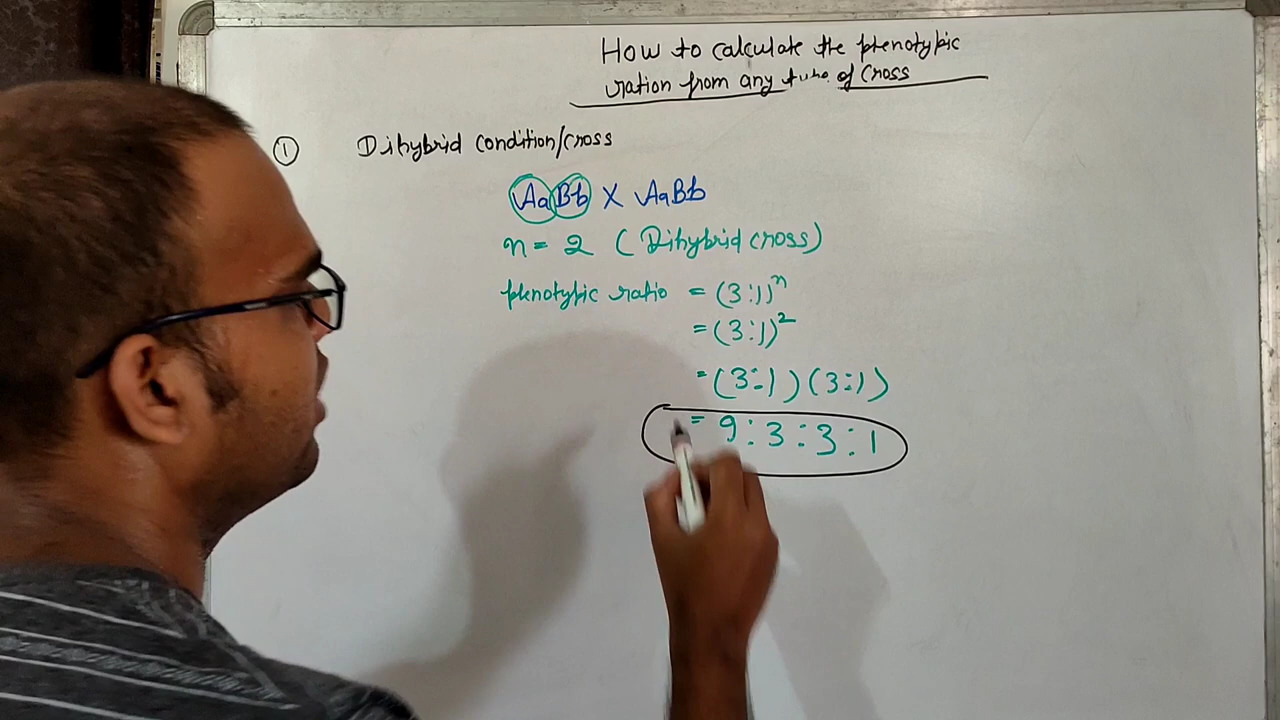 How to calculate the phenotypic
ration from any of Cross
① Dihybrid condition/cross
AaBb X AaBb
n = 2 (Dihybrid cross)
phenotypic ratio = (3:1)ⁿ
= (3:1)²
= (3:1) (3:1)
= 9:3:3:1